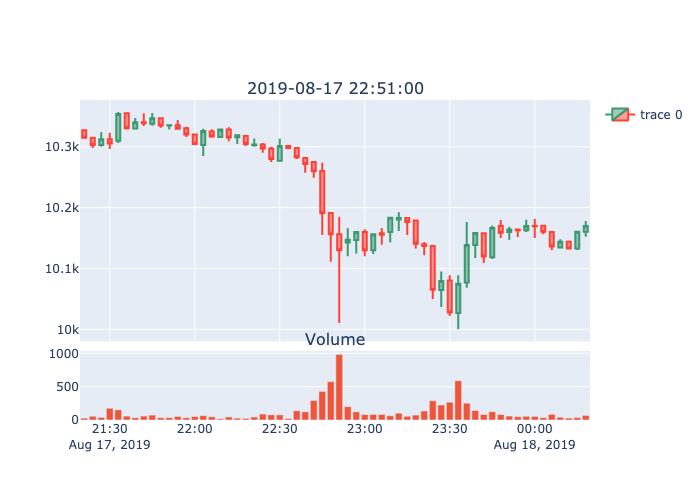 2019-08-17 22:51:00
trace 0
10.3k
10.2k
10.1k
10k
Volume
1000
500
0
21:30 22:00 22:30 23:00 23:30 00:00
Aug 17, 2019 Aug 18, 2019